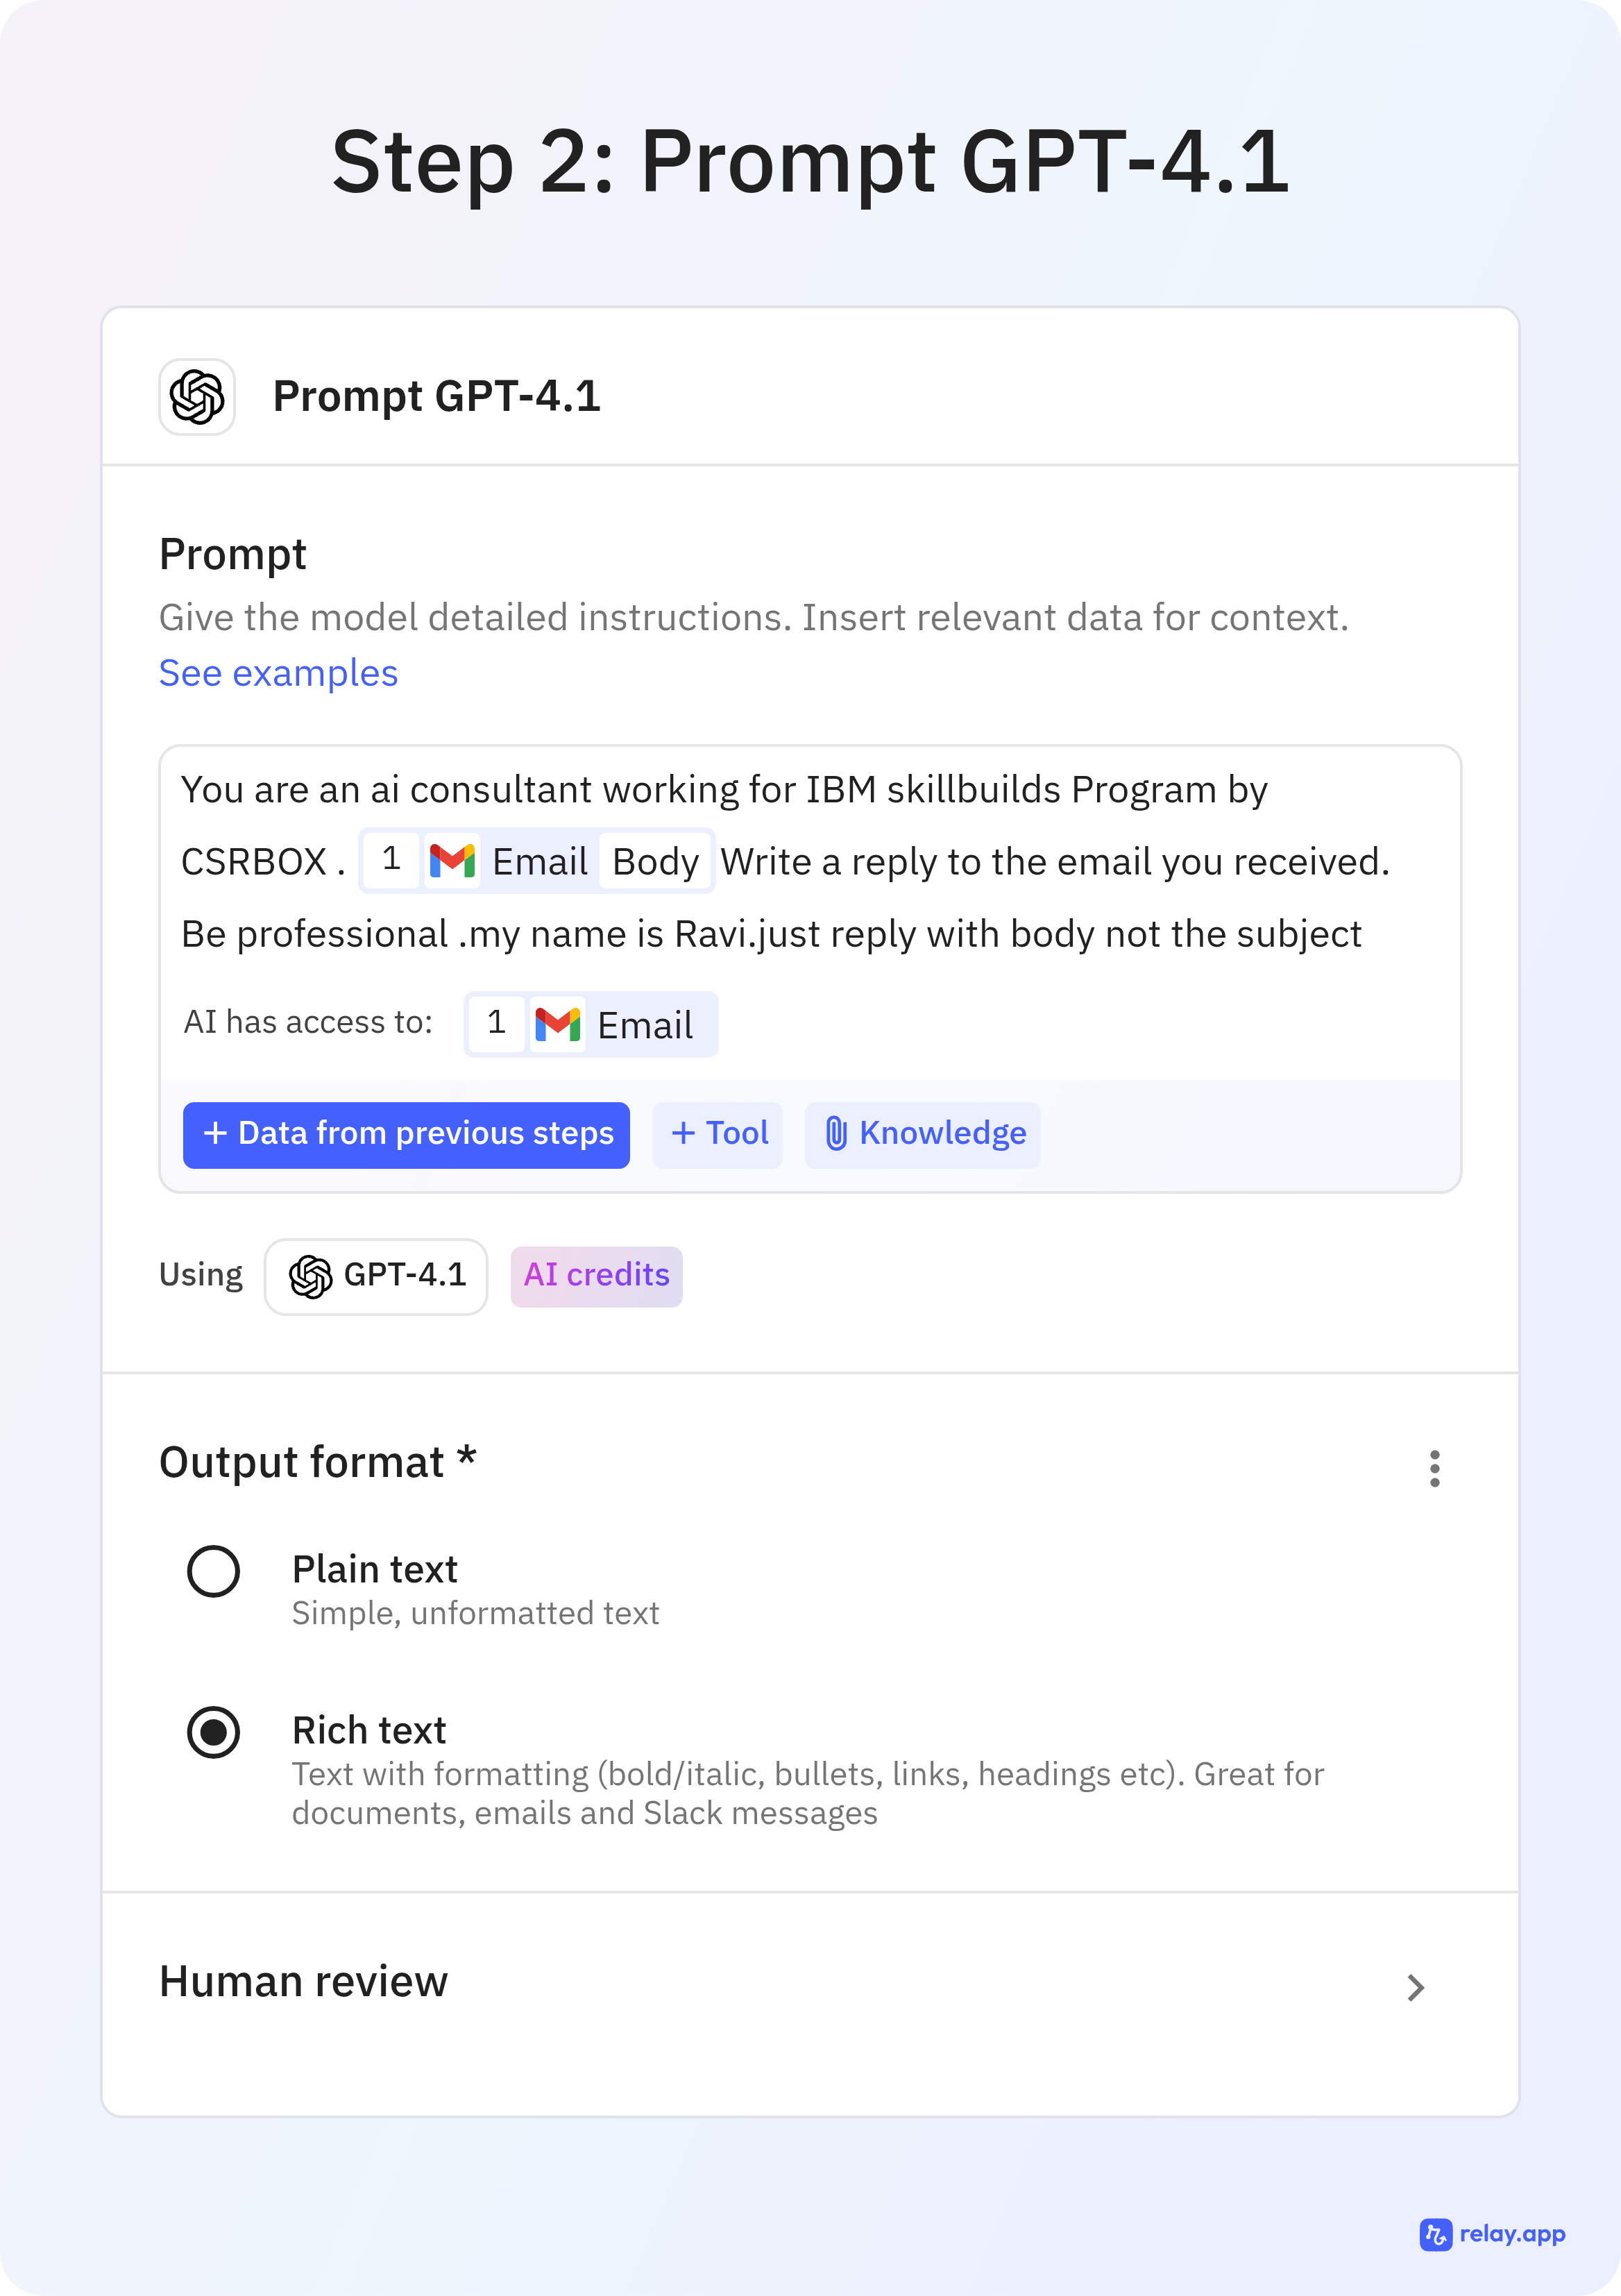 Step 2: Prompt GPT-4.1
Prompt GPT-4.1
Prompt
Give the model detailed instructions. Insert relevant data for context.
See examples
You are an ai consultant working for IBM skillbuilds Program by
CSRBOX . 1 Email Body Write a reply to the email you received.
Be professional .my name is Ravi.just reply with body not the subject
AI has access to: 1 Email
+ Data from previous steps + Tool Knowledge
Using GPT-4.1 AI credits
Output format *
Plain text
Simple, unformatted text
Rich text
Text with formatting (bold/italic, bullets, links, headings etc). Great for
documents, emails and Slack messages
Human review
relay.app